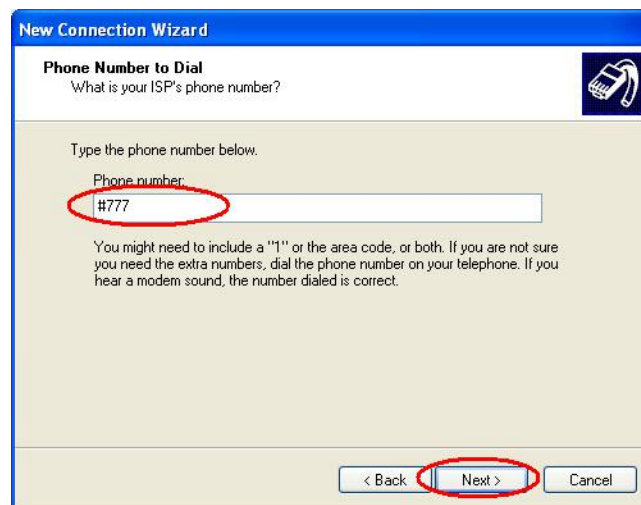 New Connection Wizard
Phone Number to Dial
What is your ISP's phone number?
Type the phone number below.
Phone number:
#777
You might need to include a "1" or the area code, or both. If you are not sure
you need the extra numbers, dial the phone number on your telephone. If you
hear a modem sound, the number dialed is correct.
< Back
Next >
Cancel